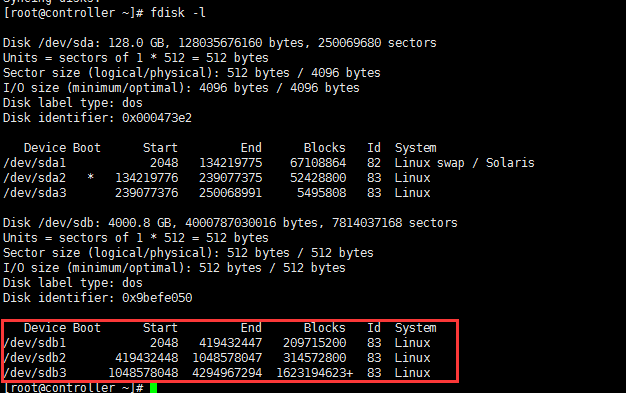 Syncing disks.
[root@controller ~]# fdisk -l
Disk /dev/sda: 128.0 GB, 128035676160 bytes, 250069680 sectors
Units = sectors of 1 * 512 = 512 bytes
Sector size (logical/physical): 512 bytes / 4096 bytes
I/O size (minimum/optimal): 4096 bytes / 4096 bytes
Disk label type: dos
Disk identifier: 0x000473e2
Device Boot Start End Blocks Id System
/dev/sda1 2048 134219775 67108864 82 Linux swap / Solaris
/dev/sda2 * 134219776 239077375 52428800 83 Linux
/dev/sda3 239077376 250068991 5495808 83 Linux
Disk /dev/sdb: 4000.8 GB, 4000787030016 bytes, 7814037168 sectors
Units = sectors of 1 * 512 = 512 bytes
Sector size (logical/physical): 512 bytes / 512 bytes
I/O size (minimum/optimal): 512 bytes / 512 bytes
Disk label type: dos
Disk identifier: 0x9befe050
Device Boot Start End Blocks Id System
/dev/sdb1 2048 419432447 209715200 83 Linux
/dev/sdb2 419432448 1048578047 314572800 83 Linux
/dev/sdb3 1048578048 4294967294 1623194623+ 83 Linux
[root@controller ~]#